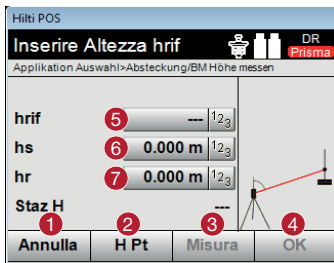 Hilti POS
Inserire Altezza hrif
DR
Prisma
Applikation Auswahl>Absteckung/BM Höhe messen
hrif 5 --- 123
hs 6 0.000 m 123
hr 7 0.000 m 123
Staz H ---
1 2 3 4
Annulla H Pt Misura OK